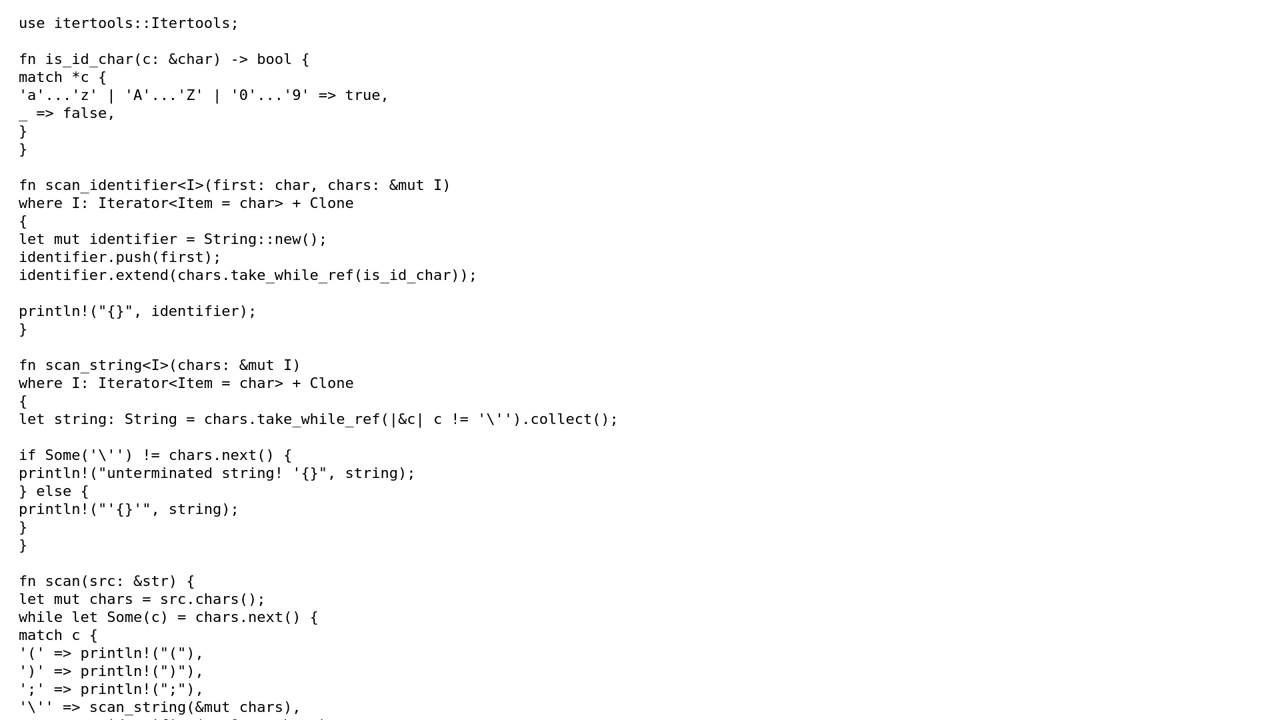 use itertools::Itertools;

fn is_id_char(c: &char) -> bool {
match *c {
'a'...'z' | 'A'...'Z' | '0'...'9' => true,
_ => false,
}
}

fn scan_identifier<I>(first: char, chars: &mut I)
where I: Iterator<Item = char> + Clone
{
let mut identifier = String::new();
identifier.push(first);
identifier.extend(chars.take_while_ref(is_id_char));

println!("{}", identifier);
}

fn scan_string<I>(chars: &mut I)
where I: Iterator<Item = char> + Clone
{
let string: String = chars.take_while_ref(|&c| c != '\'').collect();

if Some('\'') != chars.next() {
println!("unterminated string! '{}", string);
} else {
println!("'{}'", string);
}
}

fn scan(src: &str) {
let mut chars = src.chars();
while let Some(c) = chars.next() {
match c {
'(' => println!("("),
')' => println!(")"),
';' => println!(";"),
'\'' => scan_string(&mut chars),